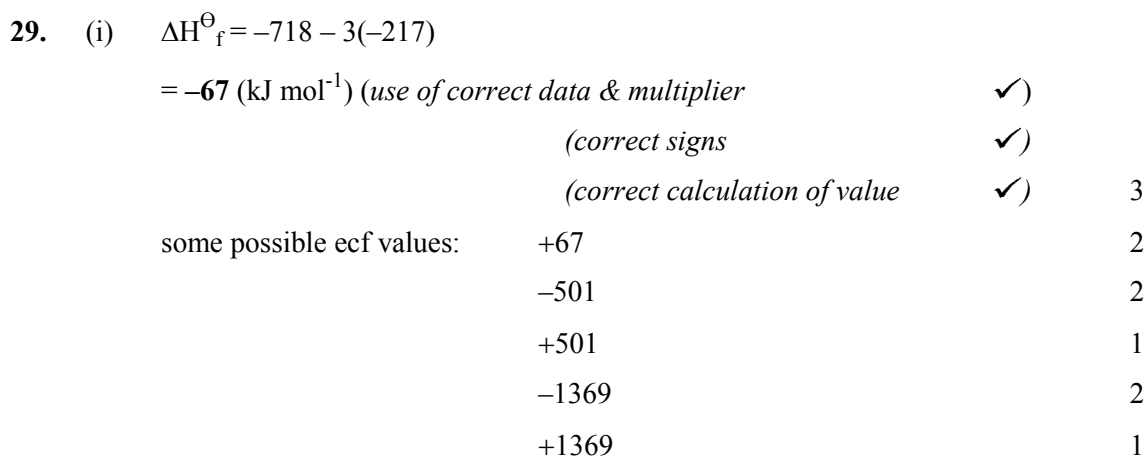 29. (i) ΔH⊖f = –718 – 3(–217)
= –67 (kJ mol-1) (use of correct data & multiplier ✓)
(correct signs ✓)
(correct calculation of value ✓) 3
some possible ecf values: +67 2
–501 2
+501 1
–1369 2
+1369 1